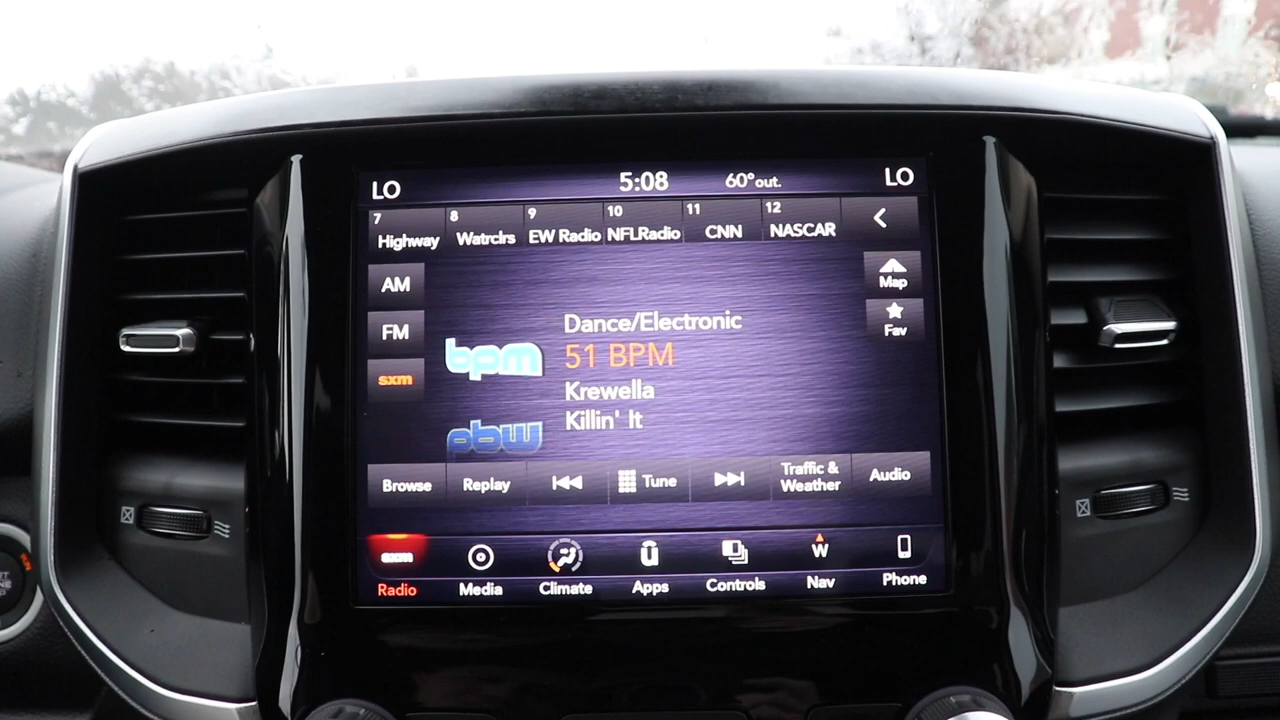 LO
5:08
60° out.
LO
7
Highway
8
Watrclrs
9
EW Radio
10
NFLRadio
11
CNN
12
NASCAR
AM
Map
FM
Fav
sxm
bpm
Dance/Electronic
51 BPM
Krewella
Killin' It
Browse
Replay
Tune
Traffic &
Weather
Audio
sxm
W
Radio
Media
Climate
Apps
Controls
Nav
Phone